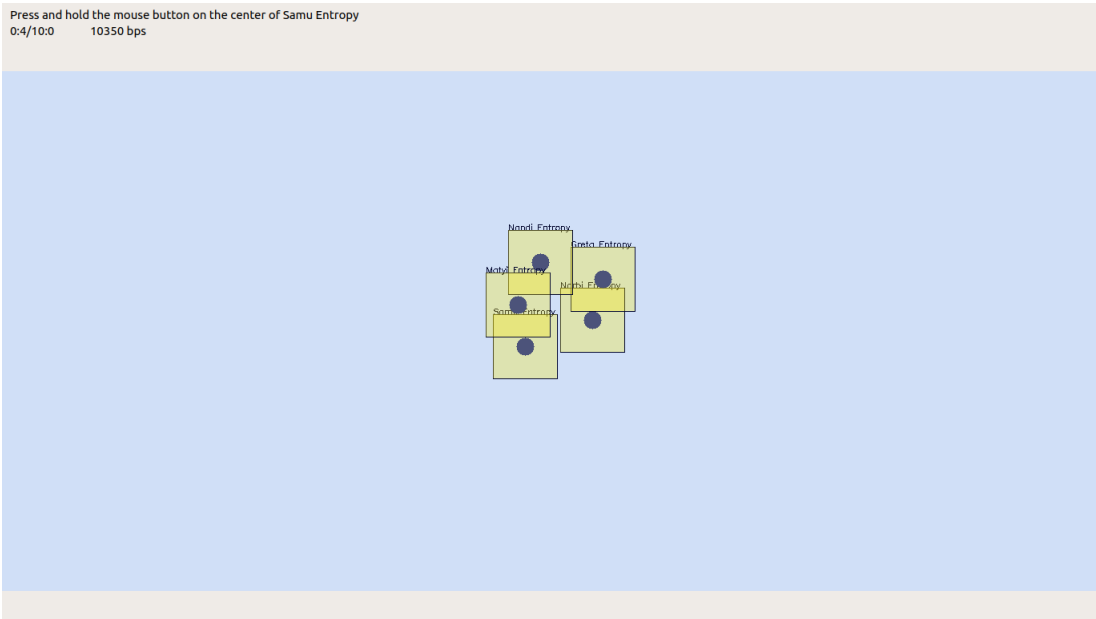 Press and hold the mouse button on the center of Samu Entropy
0:4/10:0 10350 bps
Nandi Entropy
Greta Entropy
Matyi Entropy
Norbi Entropy
Samu Entropy